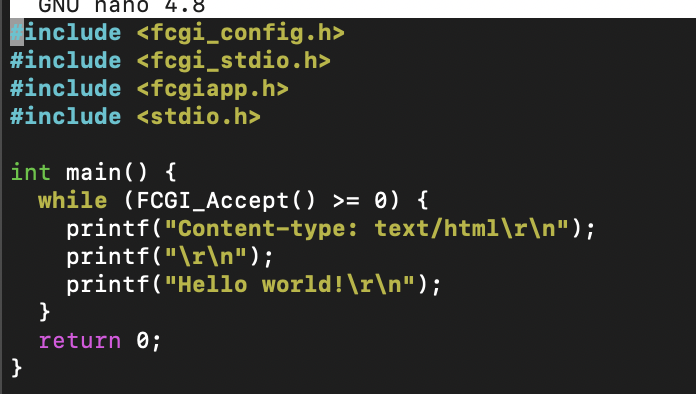 GNU nano 4.8
#include <fcgi_config.h>
#include <fcgi_stdio.h>
#include <fcgiapp.h>
#include <stdio.h>

int main() {
  while (FCGI_Accept() >= 0) {
    printf("Content-type: text/html\r\n");
    printf("\r\n");
    printf("Hello world!\r\n");
  }
  return 0;
}